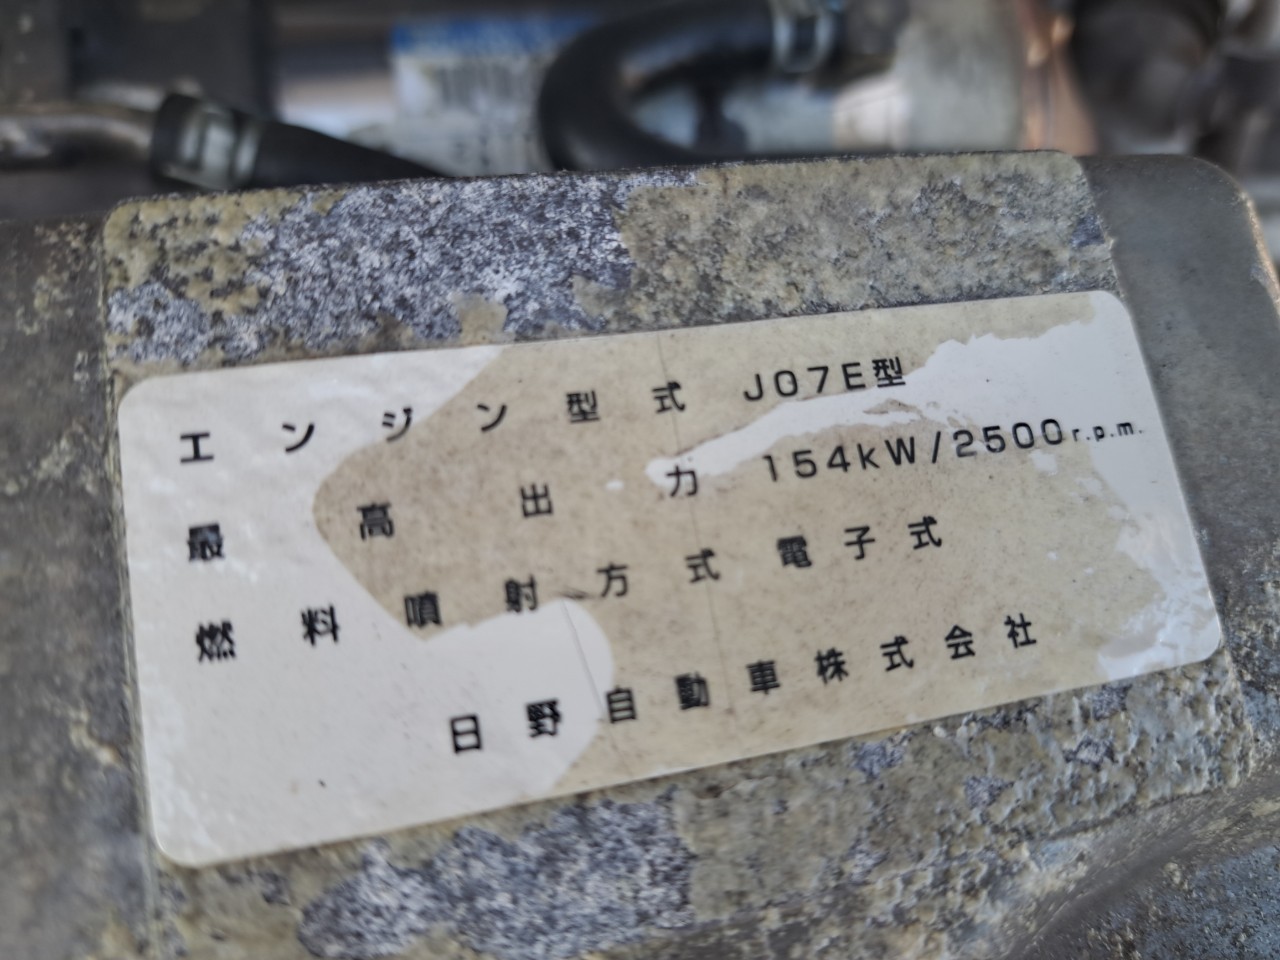 エンジン型式 J07E型
最高出力 154kW/2500r.p.m.
燃料噴射方式 電子式
日野自動車株式会社